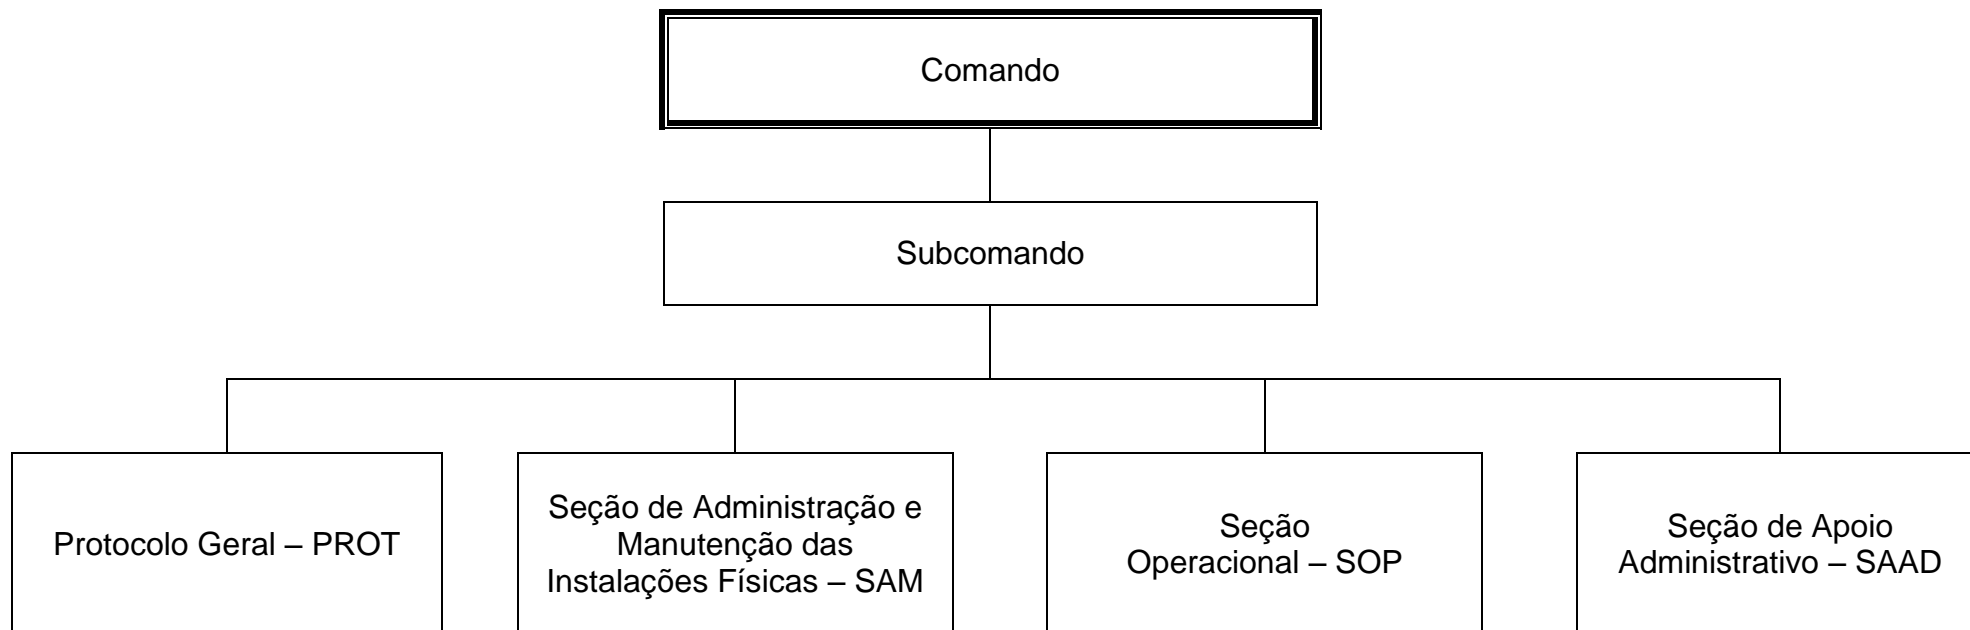 Comando
Subcomando
Protocolo Geral – PROT
Seção de Administração e
Manutenção das
Instalações Físicas – SAM
Seção
Operacional – SOP
Seção de Apoio
Administrativo – SAAD